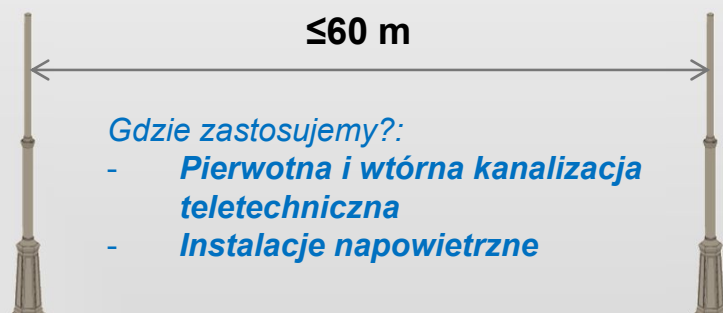 ≤60 m
Gdzie zastosujemy?:
- Pierwotna i wtórna kanalizacja
teletechniczna
- Instalacje napowietrzne